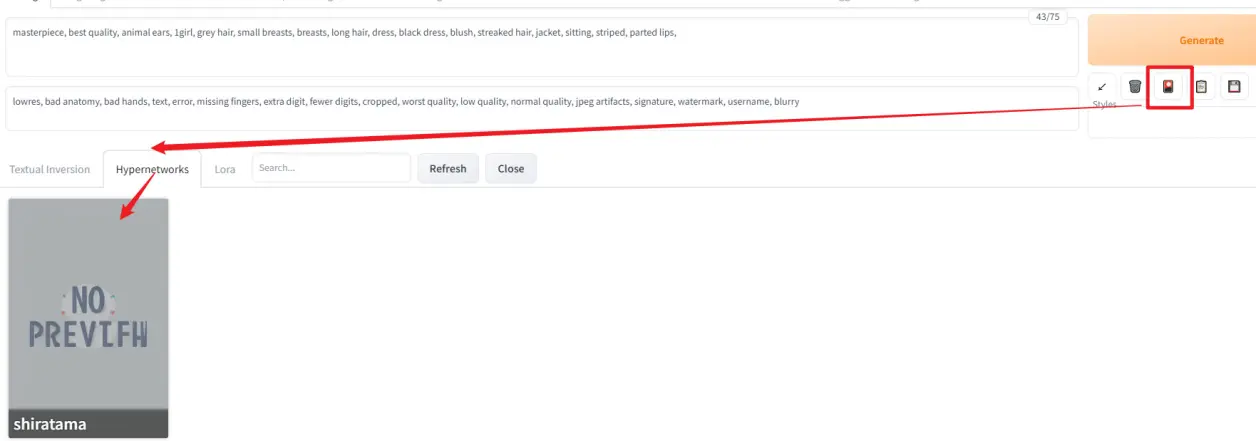 43/75
masterpiece, best quality, animal ears, 1girl, grey hair, small breasts, breasts, long hair, dress, black dress, blush, streaked hair, jacket, sitting, striped, parted lips,
Generate
lowres, bad anatomy, bad hands, text, error, missing fingers, extra digit, fewer digits, cropped, worst quality, low quality, normal quality, jpeg artifacts, signature, watermark, username, blurry
Styles
Textual Inversion
Hypernetworks
Lora
Search...
Refresh
Close
NO
PREVIFH
shiratama